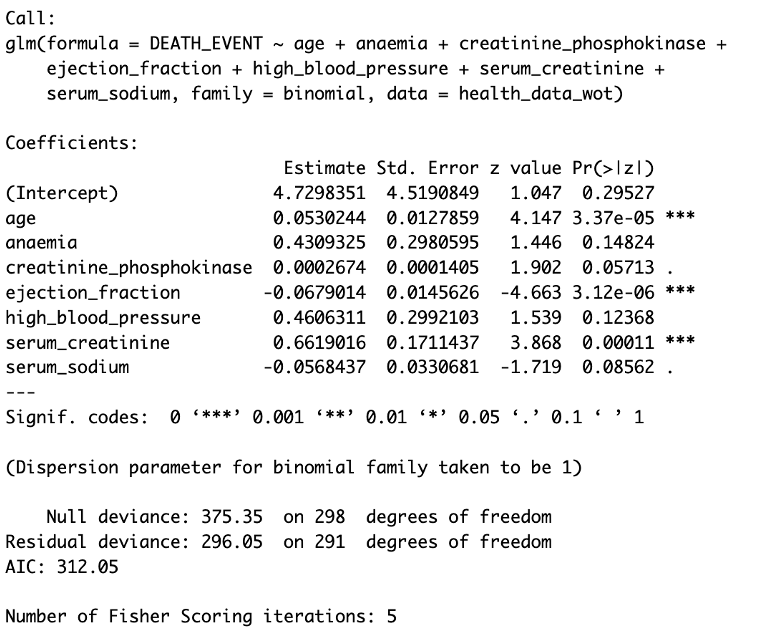 Call:
glm(formula = DEATH_EVENT ~ age + anaemia + creatinine_phosphokinase +
    ejection_fraction + high_blood_pressure + serum_creatinine +
    serum_sodium, family = binomial, data = health_data_wot)

Coefficients:
                           Estimate Std. Error z value Pr(>|z|)
(Intercept)               4.7298351  4.5190849   1.047  0.29527
age                       0.0530244  0.0127859   4.147 3.37e-05 ***
anaemia                   0.4309325  0.2980595   1.446  0.14824
creatinine_phosphokinase  0.0002674  0.0001405   1.902  0.05713 .
ejection_fraction        -0.0679014  0.0145626  -4.663 3.12e-06 ***
high_blood_pressure       0.4606311  0.2992103   1.539  0.12368
serum_creatinine          0.6619016  0.1711437   3.868  0.00011 ***
serum_sodium             -0.0568437  0.0330681  -1.719  0.08562 .
---
Signif. codes:  0 ‘***’ 0.001 ‘**’ 0.01 ‘*’ 0.05 ‘.’ 0.1 ‘ ’ 1

(Dispersion parameter for binomial family taken to be 1)

    Null deviance: 375.35  on 298  degrees of freedom
Residual deviance: 296.05  on 291  degrees of freedom
AIC: 312.05

Number of Fisher Scoring iterations: 5